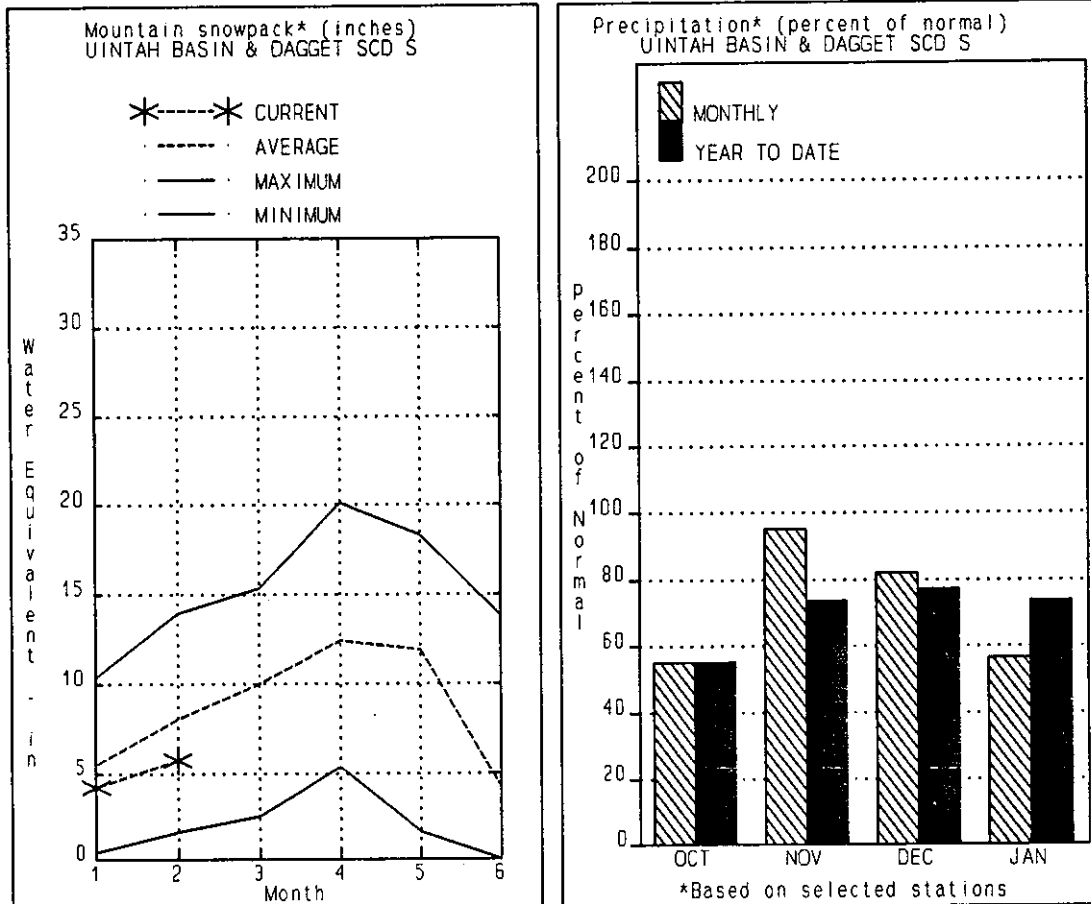 Mountain snowpack* (inches)
UINTAH BASIN & DAGGET SCD S
CURRENT
AVERAGE
MAXIMUM
MINIMUM
35
30
25
20
15
10
5
0
Water Equivalent - in
1 2 3 4 5 6
Month
Precipitation* (percent of normal)
UINTAH BASIN & DAGGET SCD S
MONTHLY
YEAR TO DATE
200
180
160
140
120
100
80
60
40
20
0
percent of Normal
OCT NOV DEC JAN
*Based on selected stations